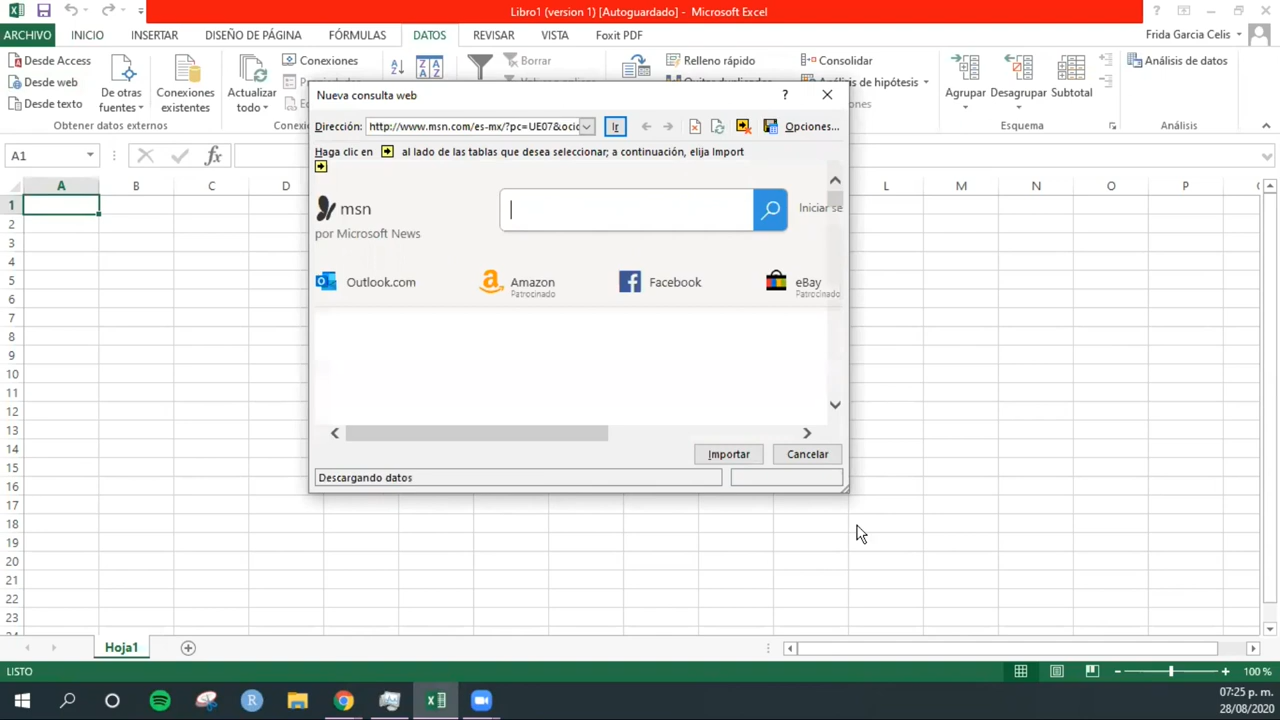 Libro1 (version 1) [Autoguardado] - Microsoft Excel
ARCHIVO INICIO INSERTAR DISEÑO DE PÁGINA FÓRMULAS DATOS REVISAR VISTA Foxit PDF
Frida Garcia Celis
Desde Access
Desde web
Desde texto
De otras fuentes
Conexiones existentes
Obtener datos externos
Actualizar todo
Conexiones
Borrar
Relleno rápido
Consolidar
Análisis de hipótesis
Agrupar
Desagrupar
Subtotal
Esquema
Análisis de datos
Análisis
A1
fx
A B C D L M N O P
1
2
3
4
5
6
7
8
9
10
11
12
13
14
15
16
17
18
19
20
21
22
23
Nueva consulta web
?
Dirección: http://www.msn.com/es-mx/?pc=UE07&ocid Ir
Opciones...
Haga clic en al lado de las tablas que desea seleccionar; a continuación, elija Import
msn
por Microsoft News
Iniciar se
Outlook.com
Amazon
Patrocinado
Facebook
eBay
Patrocinado
Importar Cancelar
Descargando datos
Hoja1
LISTO
100 %
07:25 p. m.
28/08/2020